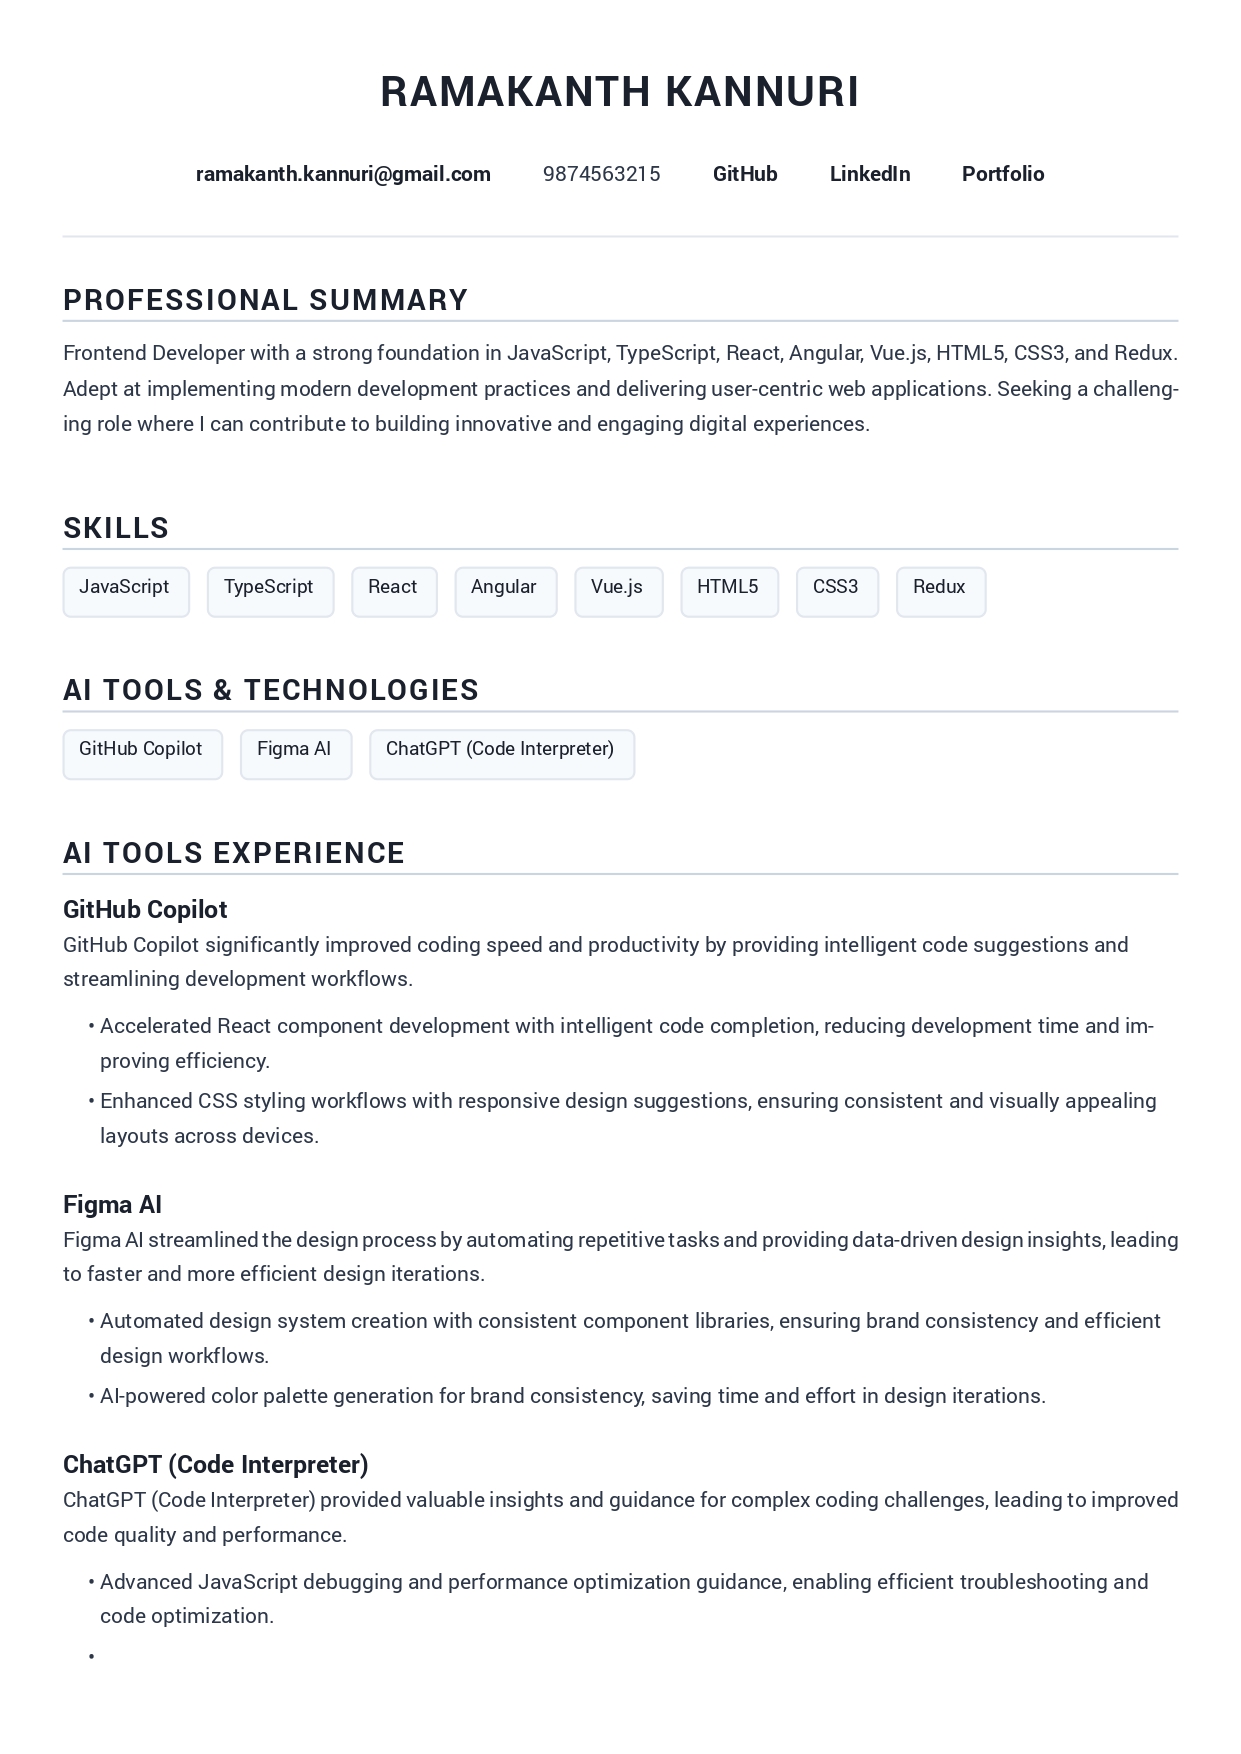 RAMAKANTH KANNURI
ramakanth.kannuri@gmail.com 9874563215 GitHub LinkedIn Portfolio
PROFESSIONAL SUMMARY
Frontend Developer with a strong foundation in JavaScript, TypeScript, React, Angular, Vue.js, HTML5, CSS3, and Redux.
Adept at implementing modern development practices and delivering user-centric web applications. Seeking a challeng-
ing role where I can contribute to building innovative and engaging digital experiences.
SKILLS
JavaScript TypeScript React Angular Vue.js HTML5 CSS3 Redux
AI TOOLS & TECHNOLOGIES
GitHub Copilot Figma AI ChatGPT (Code Interpreter)
AI TOOLS EXPERIENCE
GitHub Copilot
GitHub Copilot significantly improved coding speed and productivity by providing intelligent code suggestions and
streamlining development workflows.
• Accelerated React component development with intelligent code completion, reducing development time and im-
proving efficiency.
• Enhanced CSS styling workflows with responsive design suggestions, ensuring consistent and visually appealing
layouts across devices.
Figma AI
Figma AI streamlined the design process by automating repetitive tasks and providing data-driven design insights, leading
to faster and more efficient design iterations.
• Automated design system creation with consistent component libraries, ensuring brand consistency and efficient
design workflows.
• AI-powered color palette generation for brand consistency, saving time and effort in design iterations.
ChatGPT (Code Interpreter)
ChatGPT (Code Interpreter) provided valuable insights and guidance for complex coding challenges, leading to improved
code quality and performance.
• Advanced JavaScript debugging and performance optimization guidance, enabling efficient troubleshooting and
code optimization.
•